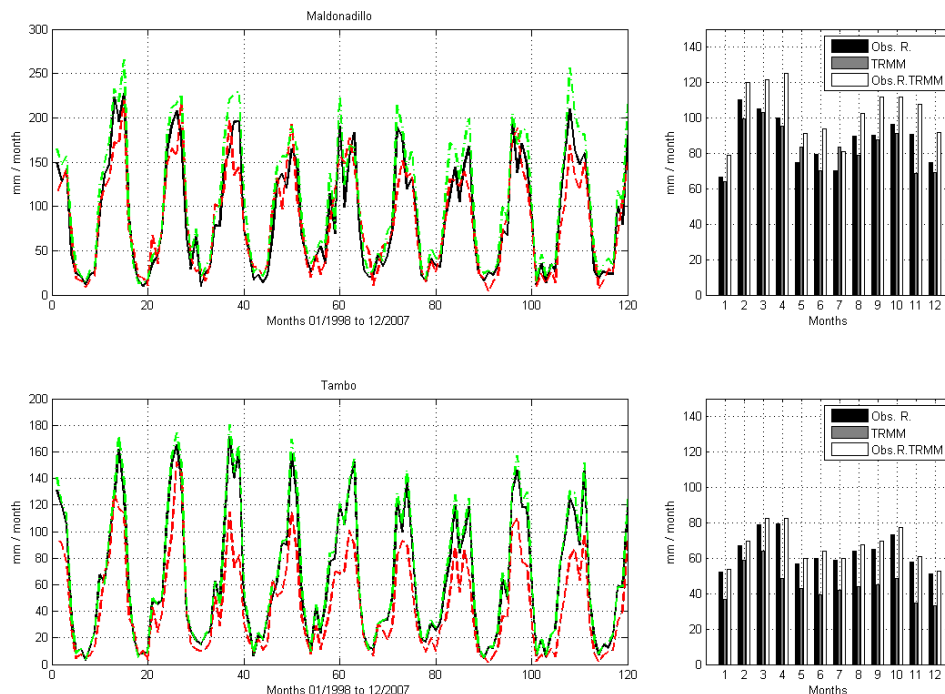 Maldonadillo
300
250
200
150
100
50
0
mm / month
0 20 40 60 80 100 120
Months 01/1998 to 12/2007
140
120
100
80
60
40
20
0
mm / month
1 2 3 4 5 6 7 8 9 10 11 12
Months
Obs. R.
TRMM
Obs.R.TRMM
Tambo
200
180
160
140
120
100
80
60
40
20
0
mm / month
0 20 40 60 80 100 120
Months 01/1998 to 12/2007
140
120
100
80
60
40
20
0
mm / month
1 2 3 4 5 6 7 8 9 10 11 12
Months
Obs. R.
TRMM
Obs.R.TRMM